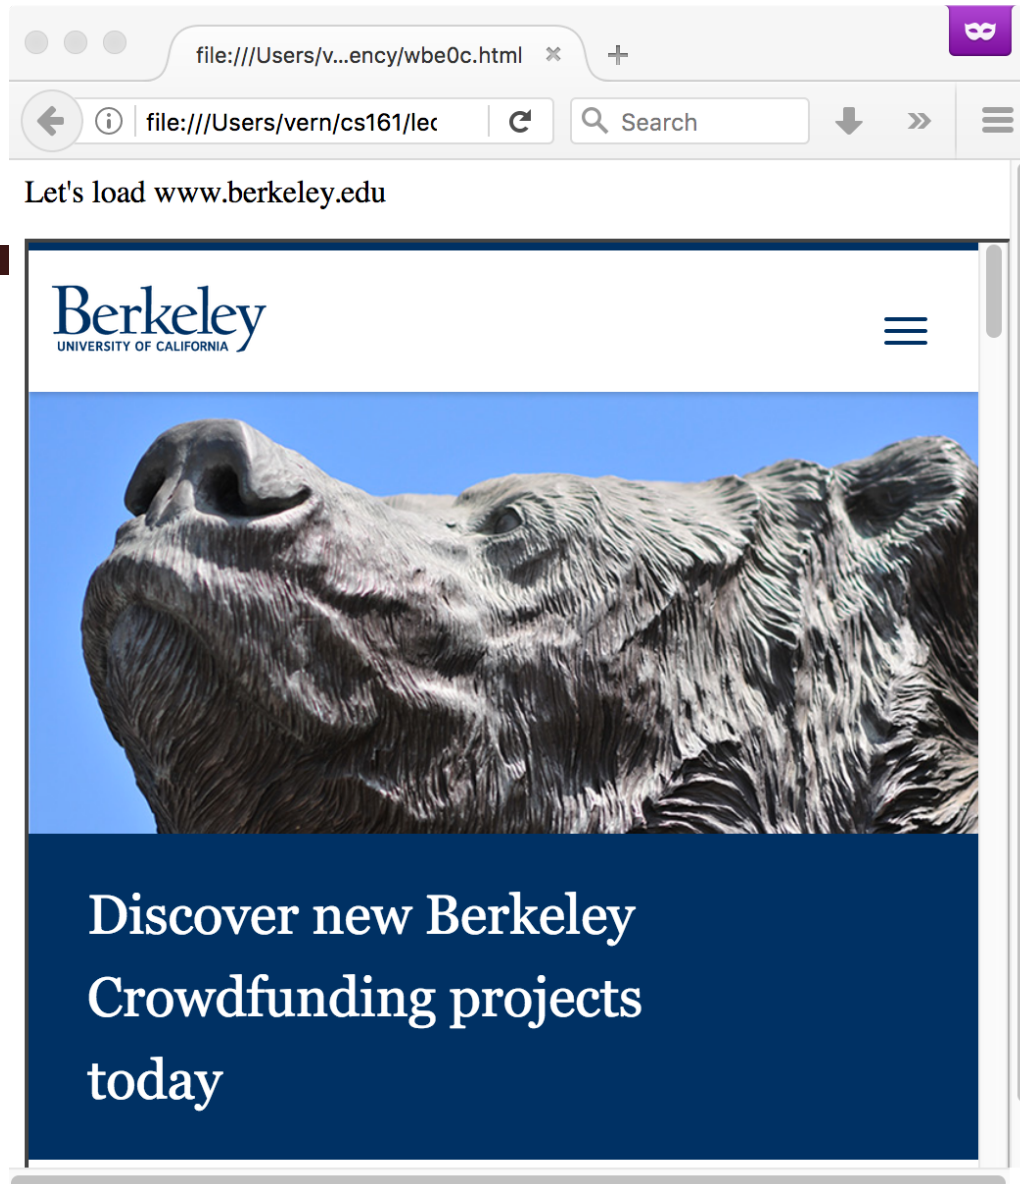 file:///Users/v...ency/wbe0c.html
file:///Users/vern/cs161/lec
Search
Let's load www.berkeley.edu
Berkeley
UNIVERSITY OF CALIFORNIA
Discover new Berkeley
Crowdfunding projects
today